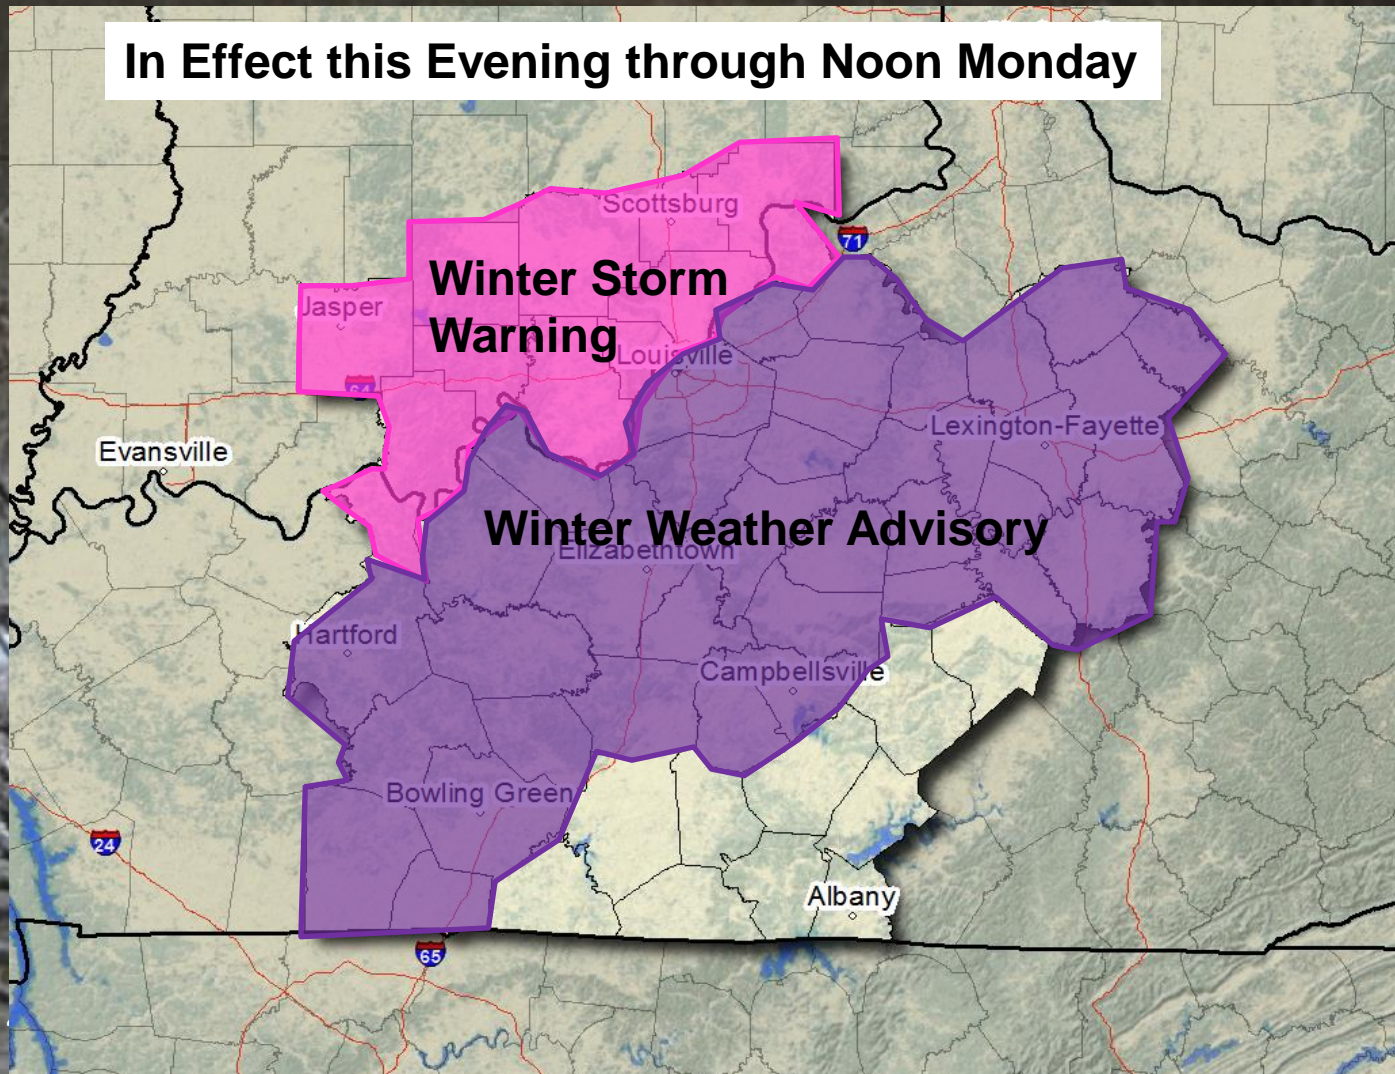 In Effect this Evening through Noon Monday
Scottsburg
71
Winter Storm
Warning
Jasper
Louisville
64
Lexington-Fayette
Evansville
Winter Weather Advisory
Elizabethtown
Hartford
Campbellsville
Bowling Green
24
Albany
65